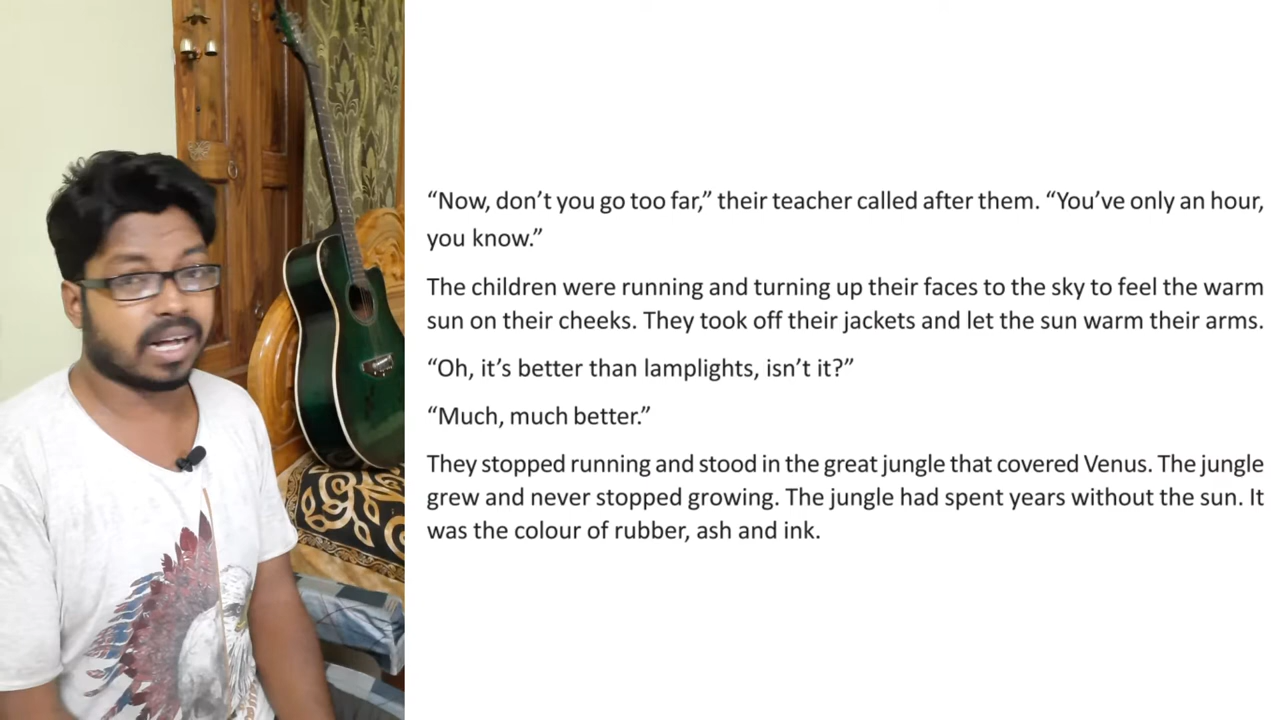 “Now, don’t you go too far,” their teacher called after them. “You’ve only an hour,
you know.”
The children were running and turning up their faces to the sky to feel the warm
sun on their cheeks. They took off their jackets and let the sun warm their arms.
“Oh, it’s better than lamplights, isn’t it?”
“Much, much better.”
They stopped running and stood in the great jungle that covered Venus. The jungle
grew and never stopped growing. The jungle had spent years without the sun. It
was the colour of rubber, ash and ink.